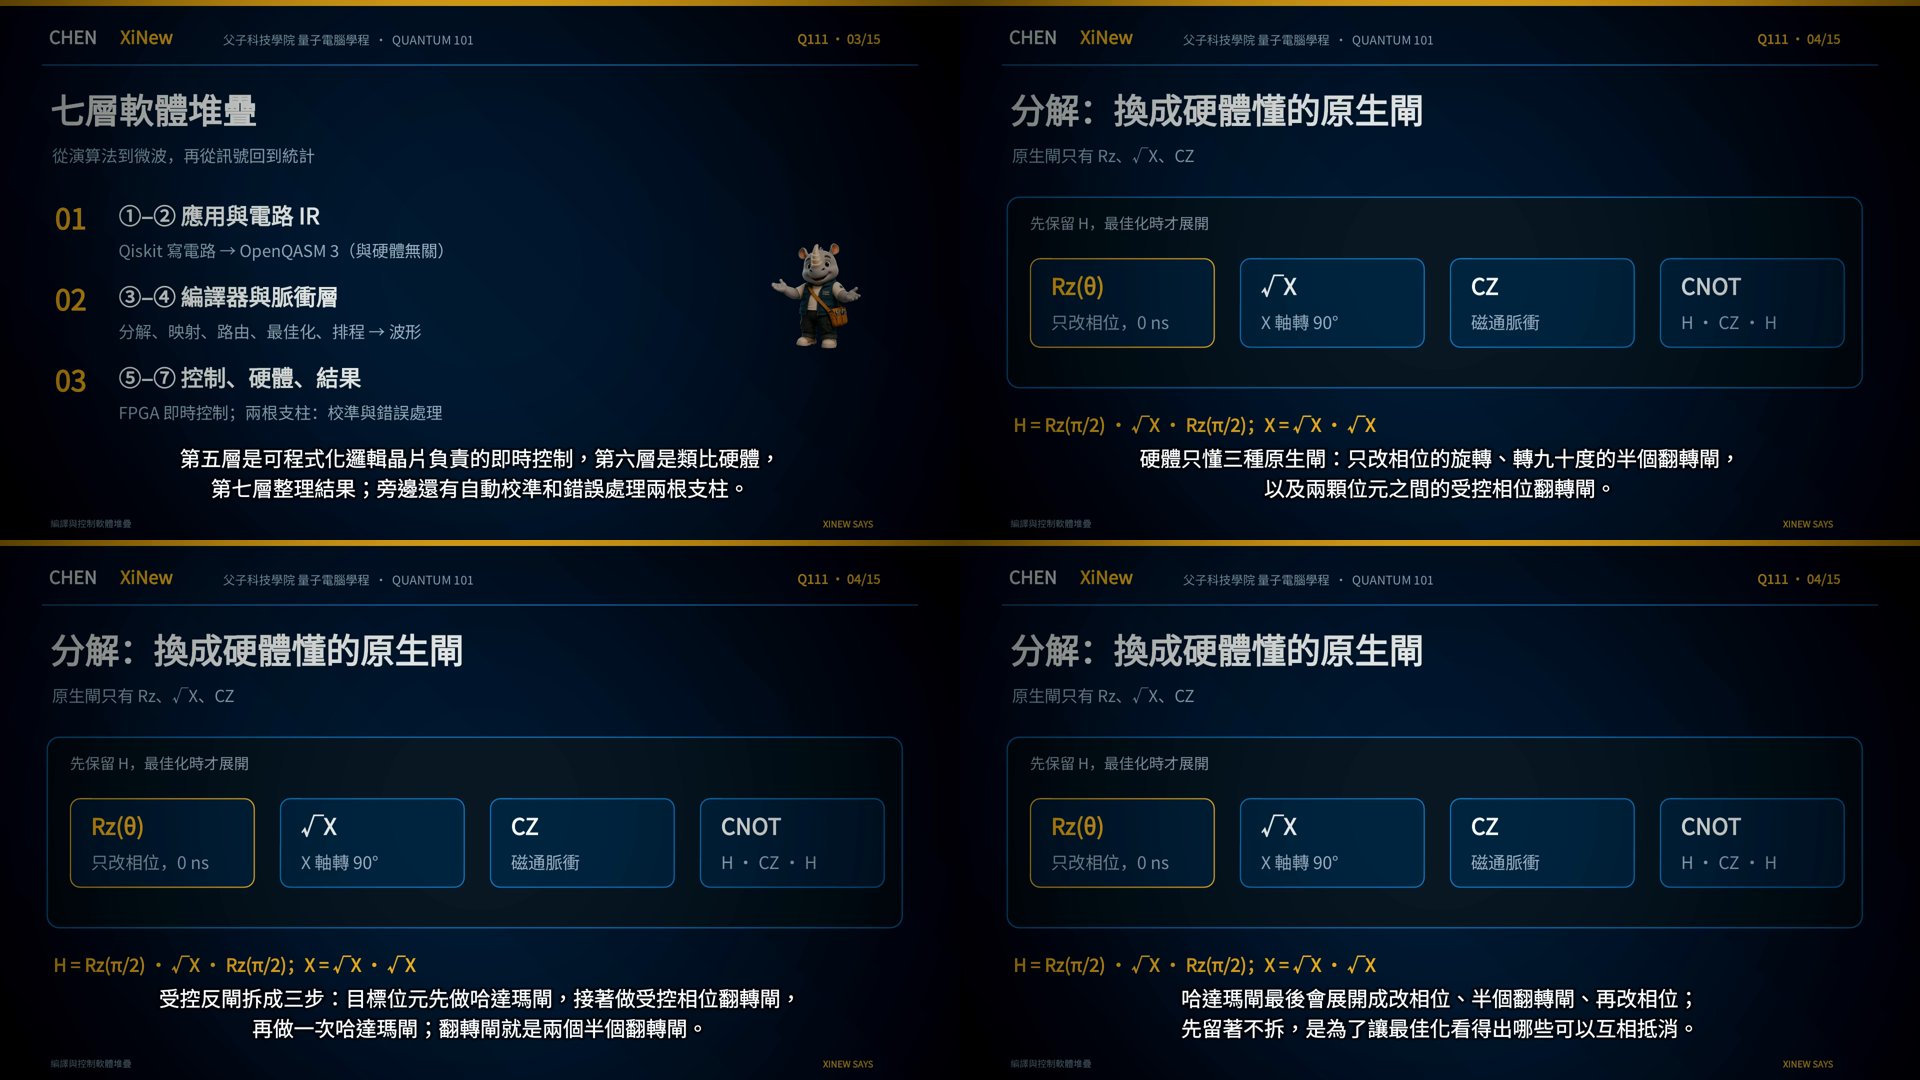 CHEN XiNew 父子科技學院 量子電腦學程 · QUANTUM 101 Q111 · 03/15
七層軟體堆疊
從演算法到微波，再從訊號回到統計
01 ①–② 應用與電路 IR
Qiskit 寫電路 → OpenQASM 3（與硬體無關）
02 ③–④ 編譯器與脈衝層
分解、映射、路由、最佳化、排程 → 波形
03 ⑤–⑦ 控制、硬體、結果
FPGA 即時控制；兩根支柱：校準與錯誤處理
第五層是可程式化邏輯晶片負責的即時控制，第六層是類比硬體，
第七層整理結果；旁邊還有自動校準和錯誤處理兩根支柱。
編譯與控制軟體堆疊 XINEW SAYS
CHEN XiNew 父子科技學院 量子電腦學程 · QUANTUM 101 Q111 · 04/15
分解：換成硬體懂的原生閘
原生閘只有 Rz、√X、CZ
先保留 H，最佳化時才展開
Rz(θ) √X CZ CNOT
只改相位，0 ns X 軸轉 90° 磁通脈衝 H · CZ · H
H = Rz(π/2) · √X · Rz(π/2)；X = √X · √X
硬體只懂三種原生閘：只改相位的旋轉、轉九十度的半個翻轉閘，
以及兩顆位元之間的受控相位翻轉閘。
編譯與控制軟體堆疊 XINEW SAYS
CHEN XiNew 父子科技學院 量子電腦學程 · QUANTUM 101 Q111 · 04/15
分解：換成硬體懂的原生閘
原生閘只有 Rz、√X、CZ
先保留 H，最佳化時才展開
Rz(θ) √X CZ CNOT
只改相位，0 ns X 軸轉 90° 磁通脈衝 H · CZ · H
H = Rz(π/2) · √X · Rz(π/2)；X = √X · √X
受控反閘拆成三步：目標位元先做哈達瑪閘，接著做受控相位翻轉閘，
再做一次哈達瑪閘；翻轉閘就是兩個半個翻轉閘。
編譯與控制軟體堆疊 XINEW SAYS
CHEN XiNew 父子科技學院 量子電腦學程 · QUANTUM 101 Q111 · 04/15
分解：換成硬體懂的原生閘
原生閘只有 Rz、√X、CZ
先保留 H，最佳化時才展開
Rz(θ) √X CZ CNOT
只改相位，0 ns X 軸轉 90° 磁通脈衝 H · CZ · H
H = Rz(π/2) · √X · Rz(π/2)；X = √X · √X
哈達瑪閘最後會展開成改相位、半個翻轉閘、再改相位；
先留著不拆，是為了讓最佳化看得出哪些可以互相抵消。
編譯與控制軟體堆疊 XINEW SAYS